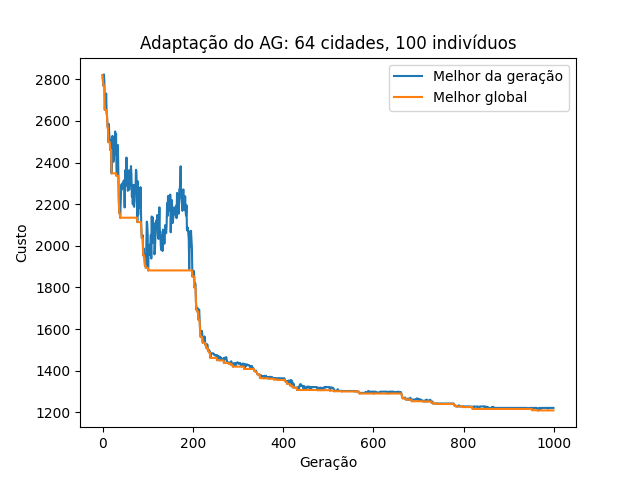 Adaptação do AG: 64 cidades, 100 indivíduos
Melhor da geração
Melhor global
2800
2600
2400
2200
2000
1800
1600
1400
1200
Custo
0 200 400 600 800 1000
Geração